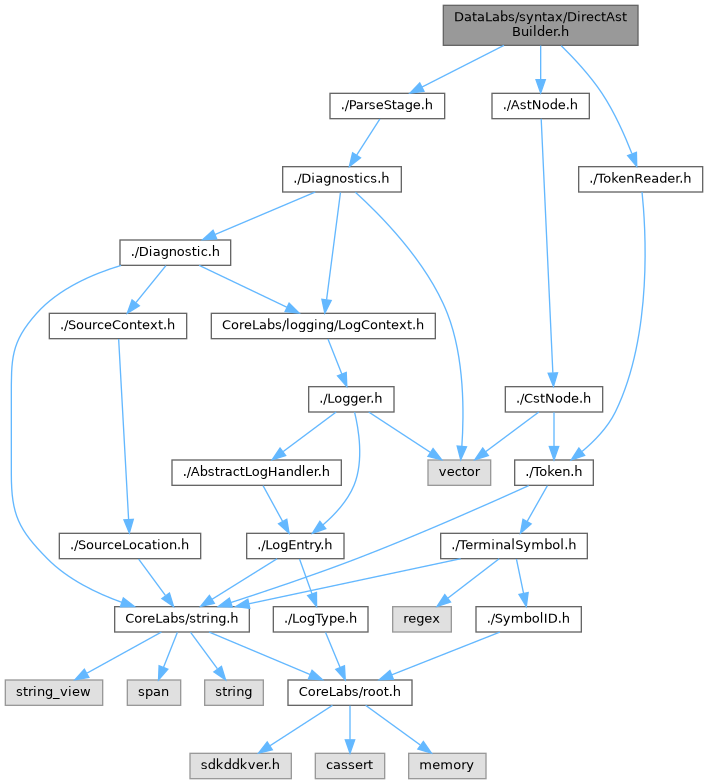 DataLabs/syntax/DirectAst
Builder.h
./ParseStage.h
./AstNode.h
./TokenReader.h
./Diagnostics.h
./Diagnostic.h
./SourceContext.h
CoreLabs/logging/LogContext.h
./Logger.h
./CstNode.h
./AbstractLogHandler.h
vector
./Token.h
./SourceLocation.h
./LogEntry.h
./TerminalSymbol.h
CoreLabs/string.h
./LogType.h
regex
./SymbolID.h
string_view
span
string
CoreLabs/root.h
sdkddkver.h
cassert
memory